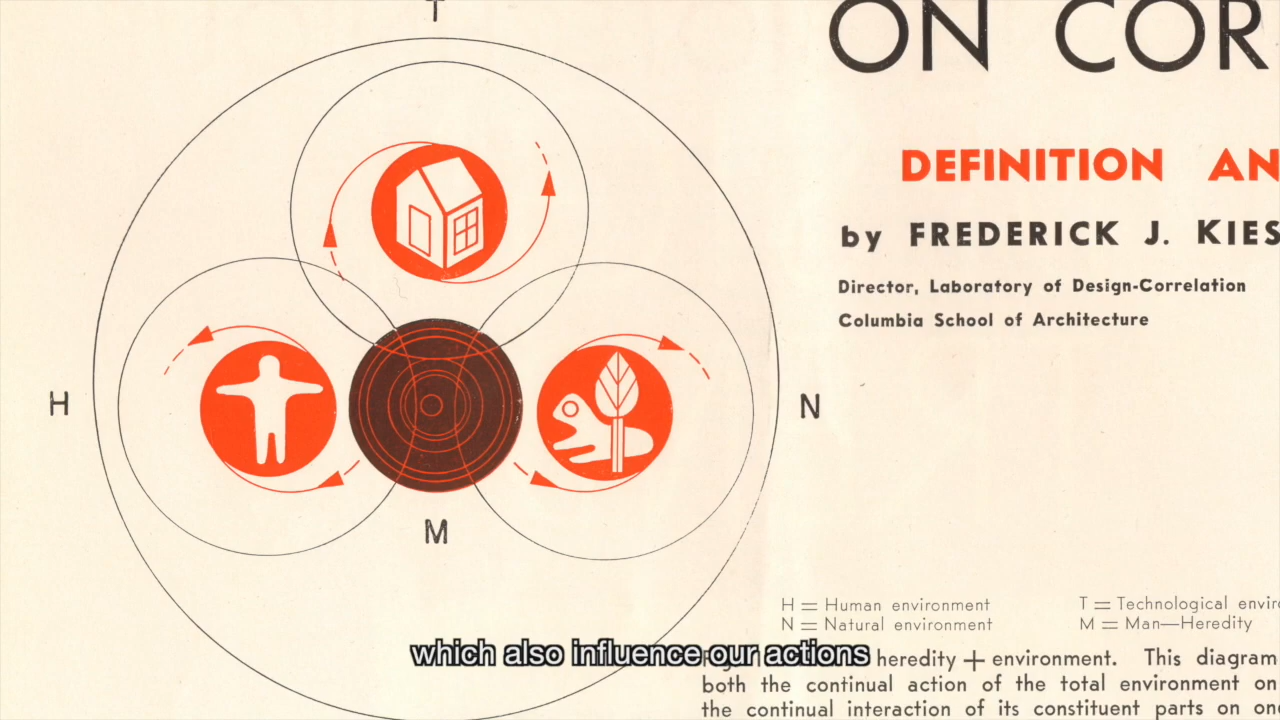 T
ON COR
DEFINITION AN
by FREDERICK J. KIES
Director, Laboratory of Design-Correlation
Columbia School of Architecture
H
N
M
H = Human environment T = Technological enviro
N = Natural environment M = Man—Heredity
which also influence our actions
heredity + environment. This diagram
both the continual action of the total environment on
the continual interaction of its constituent parts on one